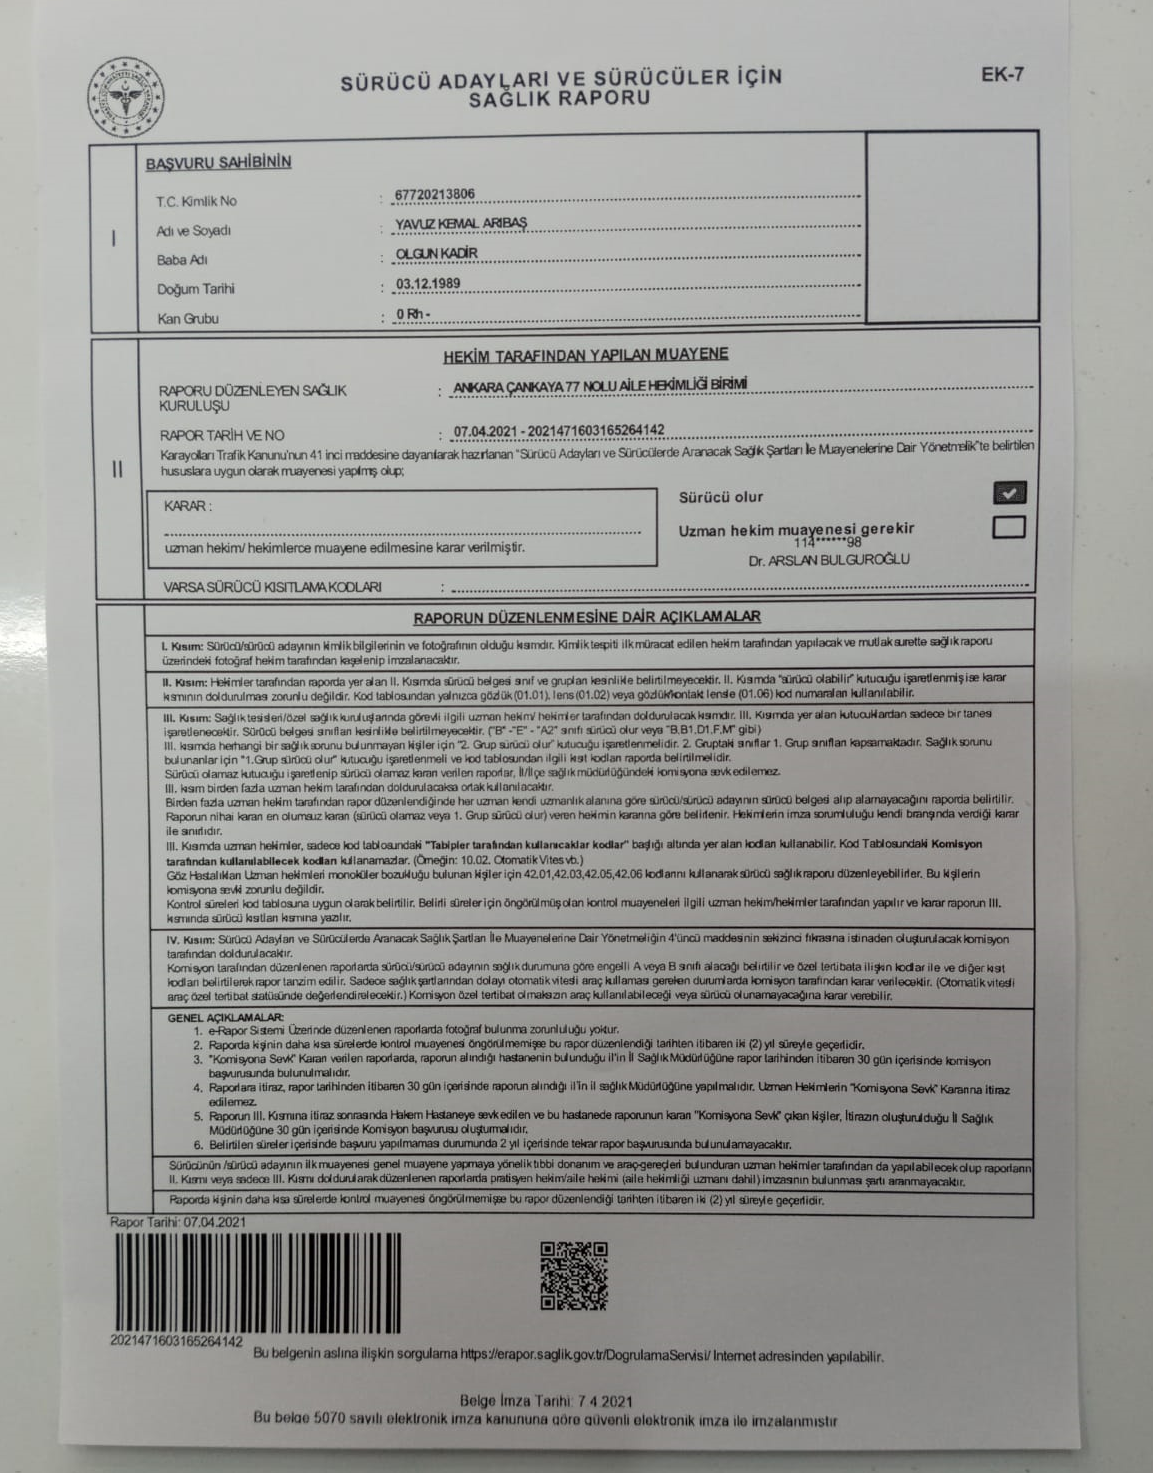 SÜRÜCÜ ADAYLARI VE SÜRÜCÜLER İÇİN
SAĞLIK RAPORU
EK-7
I
BAŞVURU SAHİBİNİN
T.C. Kimlik No : 67720213806
Adı ve Soyadı : YAVUZ KEMAL ARIBAŞ
Baba Adı : OLGUN KADİR
Doğum Tarihi : 03.12.1989
Kan Grubu : 0 Rh -
II
HEKİM TARAFINDAN YAPILAN MUAYENE
RAPORU DÜZENLEYEN SAĞLIK : ANKARA ÇANKAYA 77 NOLU AİLE HEKİMLİĞİ BİRİMİ
KURULUŞU
RAPOR TARİH VE NO : 07.04.2021 - 2021471603165264142
Karayolları Trafik Kanunu'nun 41 inci maddesine dayanılarak hazırlanan "Sürücü Adayları ve Sürücülerde Aranacak Sağlık Şartları İle Muayenelerine Dair Yönetmelik"te belirtilen
hususlara uygun olarak muayenesi yapılmış olup;
KARAR :
uzman hekim/ hekimlerce muayene edilmesine karar verilmiştir.
Sürücü olur
Uzman hekim muayenesi gerekir
114******98
Dr. ARSLAN BULGUROĞLU
VARSA SÜRÜCÜ KISITLAMA KODLARI :
RAPORUN DÜZENLENMESİNE DAİR AÇIKLAMALAR
I. Kısım: Sürücü/sürücü adayının kimlik bilgilerinin ve fotoğrafının olduğu kısımdır. Kimlik tespiti ilk müracat edilen hekim tarafından yapılacak ve mutlak surette sağlık raporu
üzerindeki fotoğraf hekim tarafından kaşelenip imzalanacaktır.
II. Kısım: Hekimler tarafından raporda yer alan II. Kısımda sürücü belgesi sınıf ve grupları kesinlikle belirtilmeyecektir. II. Kısımda "sürücü olabilir" kutucuğu işaretlenmiş ise karar
kısmının doldurulması zorunlu değildir. Kod tablosundan yalnızca gözlük (01.01), lens (01.02) veya gözlük/kontak lensle (01.06) kod numaraları kullanılabilir.
III. Kısım: Sağlık tesisleri/özel sağlık kuruluşlarında görevli ilgili uzman hekim/ hekimler tarafından doldurulacak kısımdır. III. Kısımda yer alan kutucuklardan sadece bir tanesi
işaretlenecektir. Sürücü belgesi sınıfları kesinlikle belirtilmeyecektir. ("B" -"E" - "A2" sınıfı sürücü olur veya "B,B1,D1,F,M" gibi)
III. kısımda herhangi bir sağlık sorunu bulunmayan kişiler için "2. Grup sürücü olur" kutucuğu işaretlenmelidir. 2. Gruptaki sınıflar 1. Grup sınıfları kapsamaktadır. Sağlık sorunu
bulunanlar için "1.Grup sürücü olur" kutucuğu işaretlenmeli ve kod tablosundan ilgili kısıt kodları raporda belirtilmelidir.
Sürücü olamaz kutucuğu işaretlenip sürücü olamaz kararı verilen raporlar, İl/İlçe sağlık müdürlüğündeki komisyona sevk edilemez.
III. kısım birden fazla uzman hekim tarafından doldurulacaksa ortak kullanılacaktır.
Birden fazla uzman hekim tarafından rapor düzenlendiğinde her uzman kendi uzmanlık alanına göre sürücü/sürücü adayının sürücü belgesi alıp alamayacağını raporda belirtilir.
Raporun nihai kararı en olumsuz kararı (sürücü olamaz veya 1. Grup sürücü olur) veren hekimin kararına göre belirlenir. Hekimlerin imza sorumluluğu kendi branşında verdiği karar
ile sınırlıdır.
III. Kısımda uzman hekimler, sadece kod tablosundaki "Tabipler tarafından kullanıcaklar kodlar" başlığı altında yer alan kodları kullanabilir. Kod Tablosundaki Komisyon
tarafından kullanılabilecek kodları kullanamazlar. (Örneğin: 10.02. Otomatik Vites vb.)
Göz Hastalıkları Uzman hekimleri monoküler bozukluğu bulunan kişiler için 42.01,42.03,42.05,42.06 kodlarını kullanarak sürücü sağlık raporu düzenleyebilirler. Bu kişilerin
komisyona sevki zorunlu değildir.
Kontrol süreleri kod tablosuna uygun olarak belirtilir. Belirli süreler için öngörülmüş olan kontrol muayeneleri ilgili uzman hekim/hekimler tarafından yapılır ve karar raporun III.
kısmında sürücü kısıtları kısmına yazılır.
IV. Kısım: Sürücü Adayları ve Sürücülerde Aranacak Sağlık Şartları İle Muayenelerine Dair Yönetmeliğin 4'üncü maddesinin sekizinci fıkrasına istinaden oluşturulacak komisyon
tarafından doldurulacaktır.
Komisyon tarafından düzenlenen raporlarda sürücü/sürücü adayının sağlık durumuna göre engelli A veya B sınıfı alacağı belirtilir ve özel tertibata ilişkin kodlar ile ve diğer kısıt
kodları belirtilerek rapor tanzim edilir. Sadece sağlık şartlarından dolayı otomatik vitesli araç kullaması gereken durumlarda komisyon tarafından karar verilecektir. (Otomatik vitesli
araç özel tertibat statüsünde değerlendirelecektir.) Komisyon özel tertibat olmaksızın araç kullanılabileceği veya sürücü olunamayacağına karar verebilir.
GENEL AÇIKLAMALAR:
1. e-Rapor Sistemi Üzerinde düzenlenen raporlarda fotoğraf bulunma zorunluluğu yoktur.
2. Raporda kişinin daha kısa sürelerde kontrol muayenesi öngörülmemişse bu rapor düzenlendiği tarihten itibaren iki (2) yıl süreyle geçerlidir.
3. "Komisyona Sevk" Kararı verilen raporlarda, raporun alındığı hastanenin bulunduğu il'in İl Sağlık Müdürlüğüne rapor tarihinden itibaren 30 gün içerisinde komisyon
başvurusunda bulunulmalıdır.
4. Raporlara itiraz, rapor tarihinden itibaren 30 gün içerisinde raporun alındığı il'in il sağlık Müdürlüğüne yapılmalıdır. Uzman Hekimlerin "Komisyona Sevk" Kararına itiraz
edilemez.
5. Raporun III. Kısmına itiraz sonrasında Hakem Hastaneye sevk edilen ve bu hastanede raporunun kararı "Komisyona Sevk" çıkan kişiler, İtirazın oluşturulduğu İl Sağlık
Müdürlüğüne 30 gün içerisinde Komisyon başvurusu oluşturmalıdır.
6. Belirtilen süreler içerisinde başvuru yapılmaması durumunda 2 yıl içerisinde tekrar rapor başvurusunda bulunulamayacaktır.
Sürücünün /sürücü adayının ilk muayenesi genel muayene yapmaya yönelik tıbbi donanım ve araç-gereçleri bulunduran uzman hekimler tarafından da yapılabilecek olup raporların
II. Kısmı veya sadece III. Kısmı doldurularak düzenlenen raporlarda pratisyen hekim/aile hekimi (aile hekimliği uzmanı dahil) imzasının bulunması şartı aranmayacaktır.
Raporda kişinin daha kısa sürelerde kontrol muayenesi öngörülmemişse bu rapor düzenlendiği tarihten itibaren iki (2) yıl süreyle geçerlidir.
Rapor Tarihi: 07.04.2021
2021471603165264142
Bu belgenin aslına ilişkin sorgulama https://erapor.saglik.gov.tr/DogrulamaServisi/ Internet adresinden yapılabilir.
Belge İmza Tarihi: 7 4 2021
Bu belge 5070 sayılı elektronik imza kanununa göre güvenli elektronik imza ile imzalanmıştır